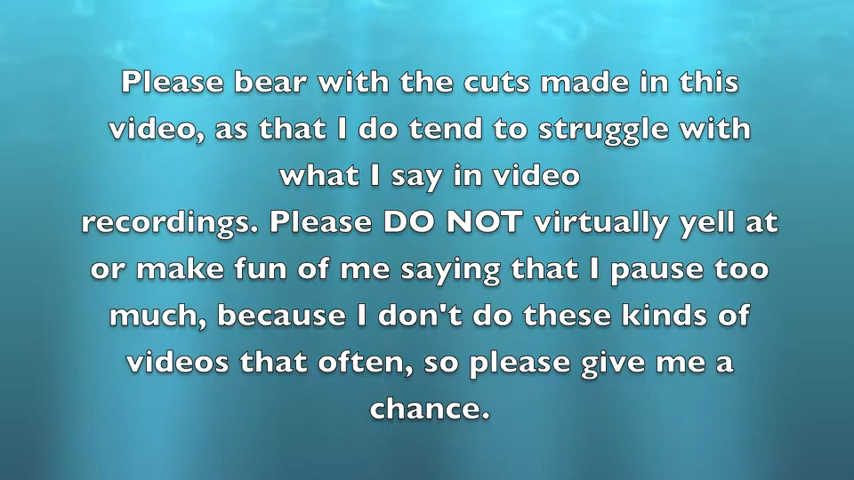 Please bear with the cuts made in this
video, as that I do tend to struggle with
what I say in video
recordings. Please DO NOT virtually yell at
or make fun of me saying that I pause too
much, because I don't do these kinds of
videos that often, so please give me a
chance.